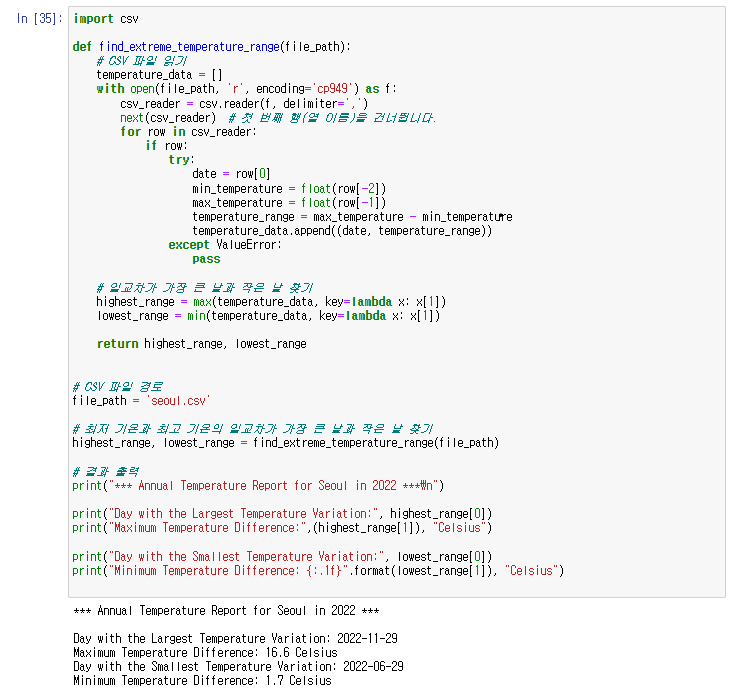 In [35]: import csv
def find_extreme_temperature_range(file_path):
# CSV 파일 읽기
temperature_data = []
with open(file_path, 'r', encoding='cp949') as f:
csv_reader = csv.reader(f, delimiter=',')
next(csv_reader)  # 첫 번째 행(열 이름)을 건너뜁니다.
for row in csv_reader:
if row:
try:
date = row[0]
min_temperature = float(row[-2])
max_temperature = float(row[-1])
temperature_range = max_temperature - min_temperature
temperature_data.append((date, temperature_range))
except ValueError:
pass
# 일교차가 가장 큰 날과 작은 날 찾기
highest_range = max(temperature_data, key=lambda x: x[1])
lowest_range = min(temperature_data, key=lambda x: x[1])
return highest_range, lowest_range
# CSV 파일 경로
file_path = 'seoul.csv'
# 최저 기온과 최고 기온의 일교차가 가장 큰 날과 작은 날 찾기
highest_range, lowest_range = find_extreme_temperature_range(file_path)
# 결과 출력
print("*** Annual Temperature Report for Seoul in 2022 ***₩n")
print("Day with the Largest Temperature Variation:", highest_range[0])
print("Maximum Temperature Difference:",(highest_range[1]), "Celsius")
print("Day with the Smallest Temperature Variation:", lowest_range[0])
print("Minimum Temperature Difference: {:.1f}".format(lowest_range[1]), "Celsius")
*** Annual Temperature Report for Seoul in 2022 ***
Day with the Largest Temperature Variation: 2022-11-29
Maximum Temperature Difference: 16.6 Celsius
Day with the Smallest Temperature Variation: 2022-06-29
Minimum Temperature Difference: 1.7 Celsius